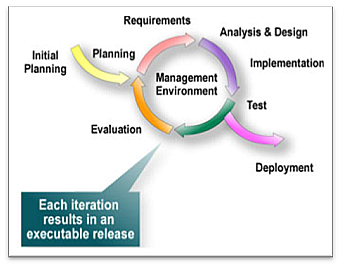 Requirements
Analysis & Design
Initial
Planning
Planning
Implementation
Management
Environment
Test
Evaluation
Deployment
Each iteration
results in an
executable release